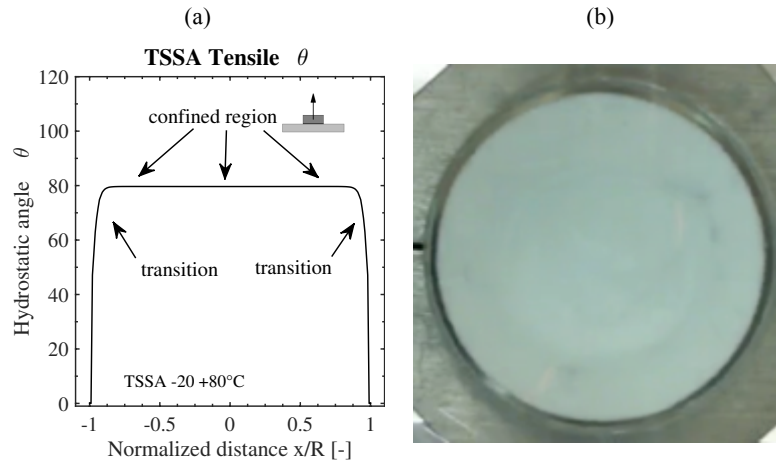 (a)
(b)
TSSA Tensile θ
120
100
80
60
40
20
0
Hydrostatic angle θ
confined region
transition
transition
TSSA -20 +80°C
-1
-0.5
0
0.5
1
Normalized distance x/R [-]